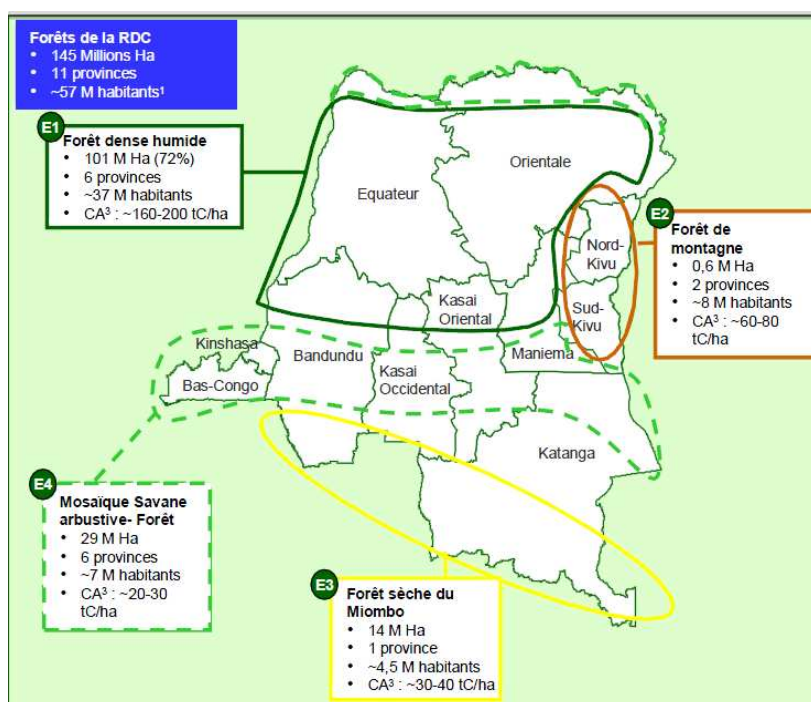 Forêts de la RDC
• 145 Millions Ha
• 11 provinces
• ~57 M habitants¹
E1
Forêt dense humide
• 101 M Ha (72%)
• 6 provinces
• ~37 M habitants
• CA³ : ~160-200 tC/ha
Orientale
Equateur
E2
Forêt de
montagne
• 0,6 M Ha
• 2 provinces
• ~8 M habitants
• CA³ : ~60-80
tC/ha
Nord-
Kivu
Kasai
Oriental
Sud-
Kivu
Kinshasa
Bandundu
Maniema
Bas-Congo
Kasai
Occidental
Katanga
E4
Mosaïque Savane
arbustive- Forêt
• 29 M Ha
• 6 provinces
• ~7 M habitants
• CA³ : ~20-30
tC/ha
E3
Forêt sèche du
Miombo
• 14 M Ha
• 1 province
• ~4,5 M habitants
• CA³ : ~30-40 tC/ha